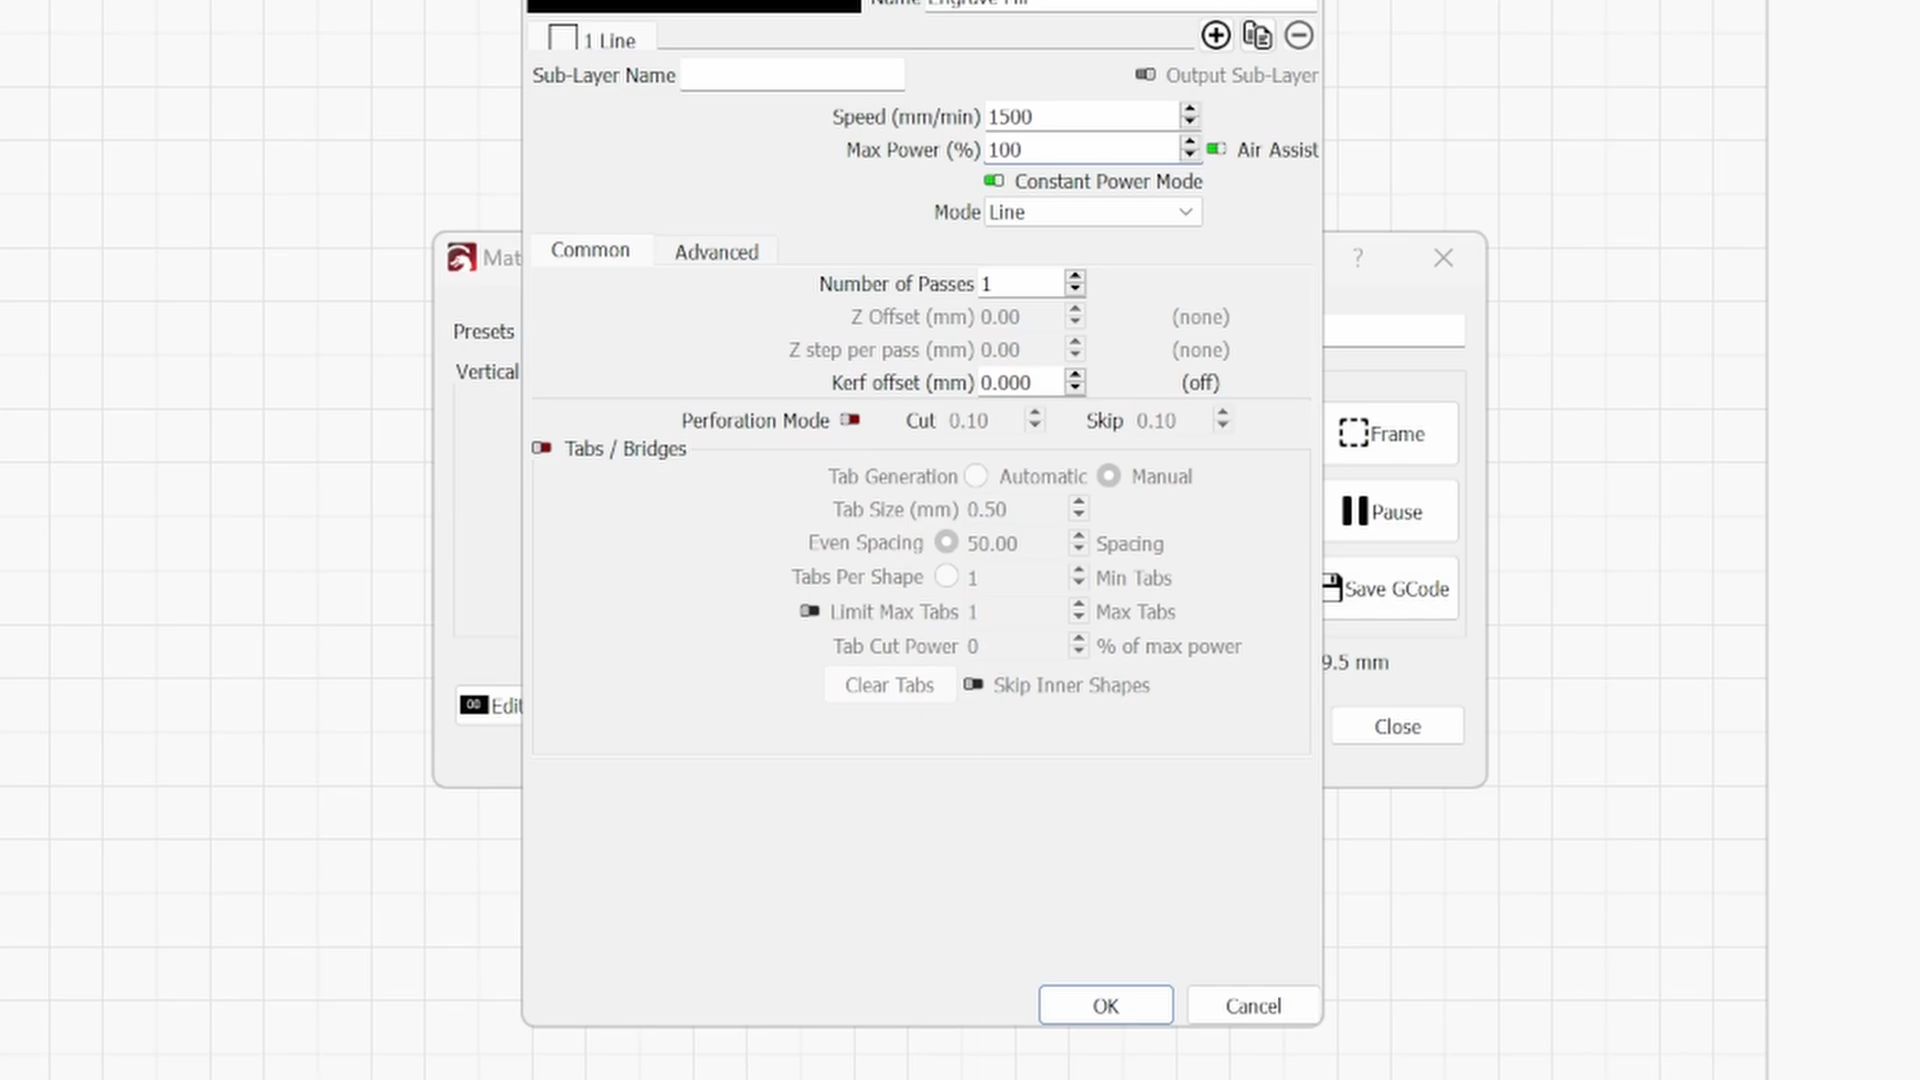 Name Engrave Fill
1 Line
Sub-Layer Name
Output Sub-Layer
Speed (mm/min) 1500
Max Power (%) 100
Air Assist
Constant Power Mode
Mode Line
Mat
Common
Advanced
Number of Passes 1
Z Offset (mm) 0.00 (none)
Presets
Z step per pass (mm) 0.00 (none)
Vertical
Kerf offset (mm) 0.000 (off)
Perforation Mode Cut 0.10 Skip 0.10
Frame
Tabs / Bridges
Tab Generation Automatic Manual
Tab Size (mm) 0.50
Pause
Even Spacing 50.00 Spacing
Tabs Per Shape 1 Min Tabs
Save GCode
Limit Max Tabs 1 Max Tabs
Tab Cut Power 0 % of max power
9.5 mm
Clear Tabs Skip Inner Shapes
00 Edit
Close
OK
Cancel